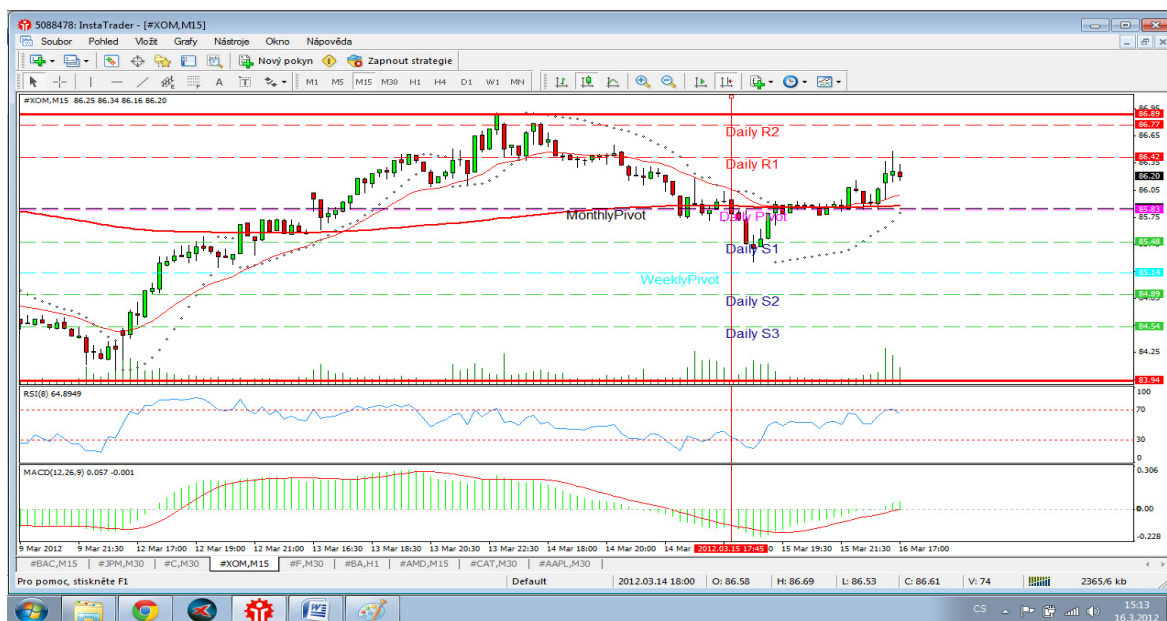 5088478: InstaTrader - [#XOM,M15]
Soubor Pohled Vložit Grafy Nástroje Okno Nápověda
Nový pokyn Zapnout strategie
A T M1 M5 M15 M30 H1 H4 D1 W1 MN
#XOM,M15 86.25 86.34 86.16 86.20
86.95
86.89
86.77
Daily R2
86.65
86.42
Daily R1
86.35
86.20
86.05
85.83
MonthlyPivot Daily Pivot
85.75
85.48
Daily S1
85.14
WeeklyPivot
84.89
Daily S2
84.54
Daily S3
84.25
83.94
RSI(8) 64.8949
100
70
30
0
MACD(12,26,9) 0.057 -0.001
0.306
0.00
-0.228
9 Mar 2012 9 Mar 21:30 12 Mar 17:00 12 Mar 19:00 12 Mar 21:00 13 Mar 16:30 13 Mar 18:30 13 Mar 20:30 13 Mar 22:30 14 Mar 18:00 14 Mar 20:00 14 Mar 2012.03.15 17:45 0 15 Mar 19:30 15 Mar 21:30 16 Mar 17:00
#BAC,M15 #JPM,M30 #C,M30 #XOM,M15 #F,M30 #BA,H1 #AMD,M15 #CAT,M30 #AAPL,M30
Pro pomoc, stiskněte F1 Default 2012.03.14 18:00 O: 86.58 H: 86.69 L: 86.53 C: 86.61 V: 74 2365/6 kb
CS 15:13
16.3.2012